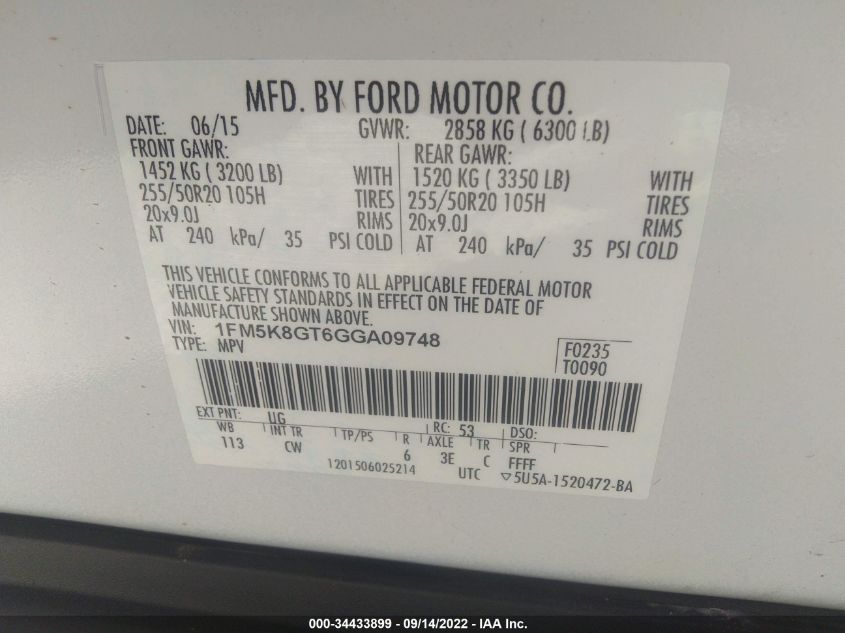 MFD. BY FORD MOTOR CO.
DATE: 06/15 GVWR: 2858 KG ( 6300 LB)
FRONT GAWR: REAR GAWR:
1452 KG ( 3200 LB) WITH 1520 KG ( 3350 LB) WITH
255/50R20 105H TIRES 255/50R20 105H TIRES
20x9.0J RIMS 20x9.0J RIMS
AT 240 kPa/ 35 PSI COLD AT 240 kPa/ 35 PSI COLD
THIS VEHICLE CONFORMS TO ALL APPLICABLE FEDERAL MOTOR
VEHICLE SAFETY STANDARDS IN EFFECT ON THE DATE OF
MANUFACTURE SHOWN ABOVE.
VIN: 1FM5K8GT6GGA09748
TYPE: MPV
F0235
T0090
EXT PNT: UG RC: 53 DSO:
WB INT TR TP/PS R AXLE TR SPR
113 CW 6 3E C FFFF
1201506025214 UTC ▽5U5A-1520472-BA
000-34433899 - 09/14/2022 - IAA Inc.